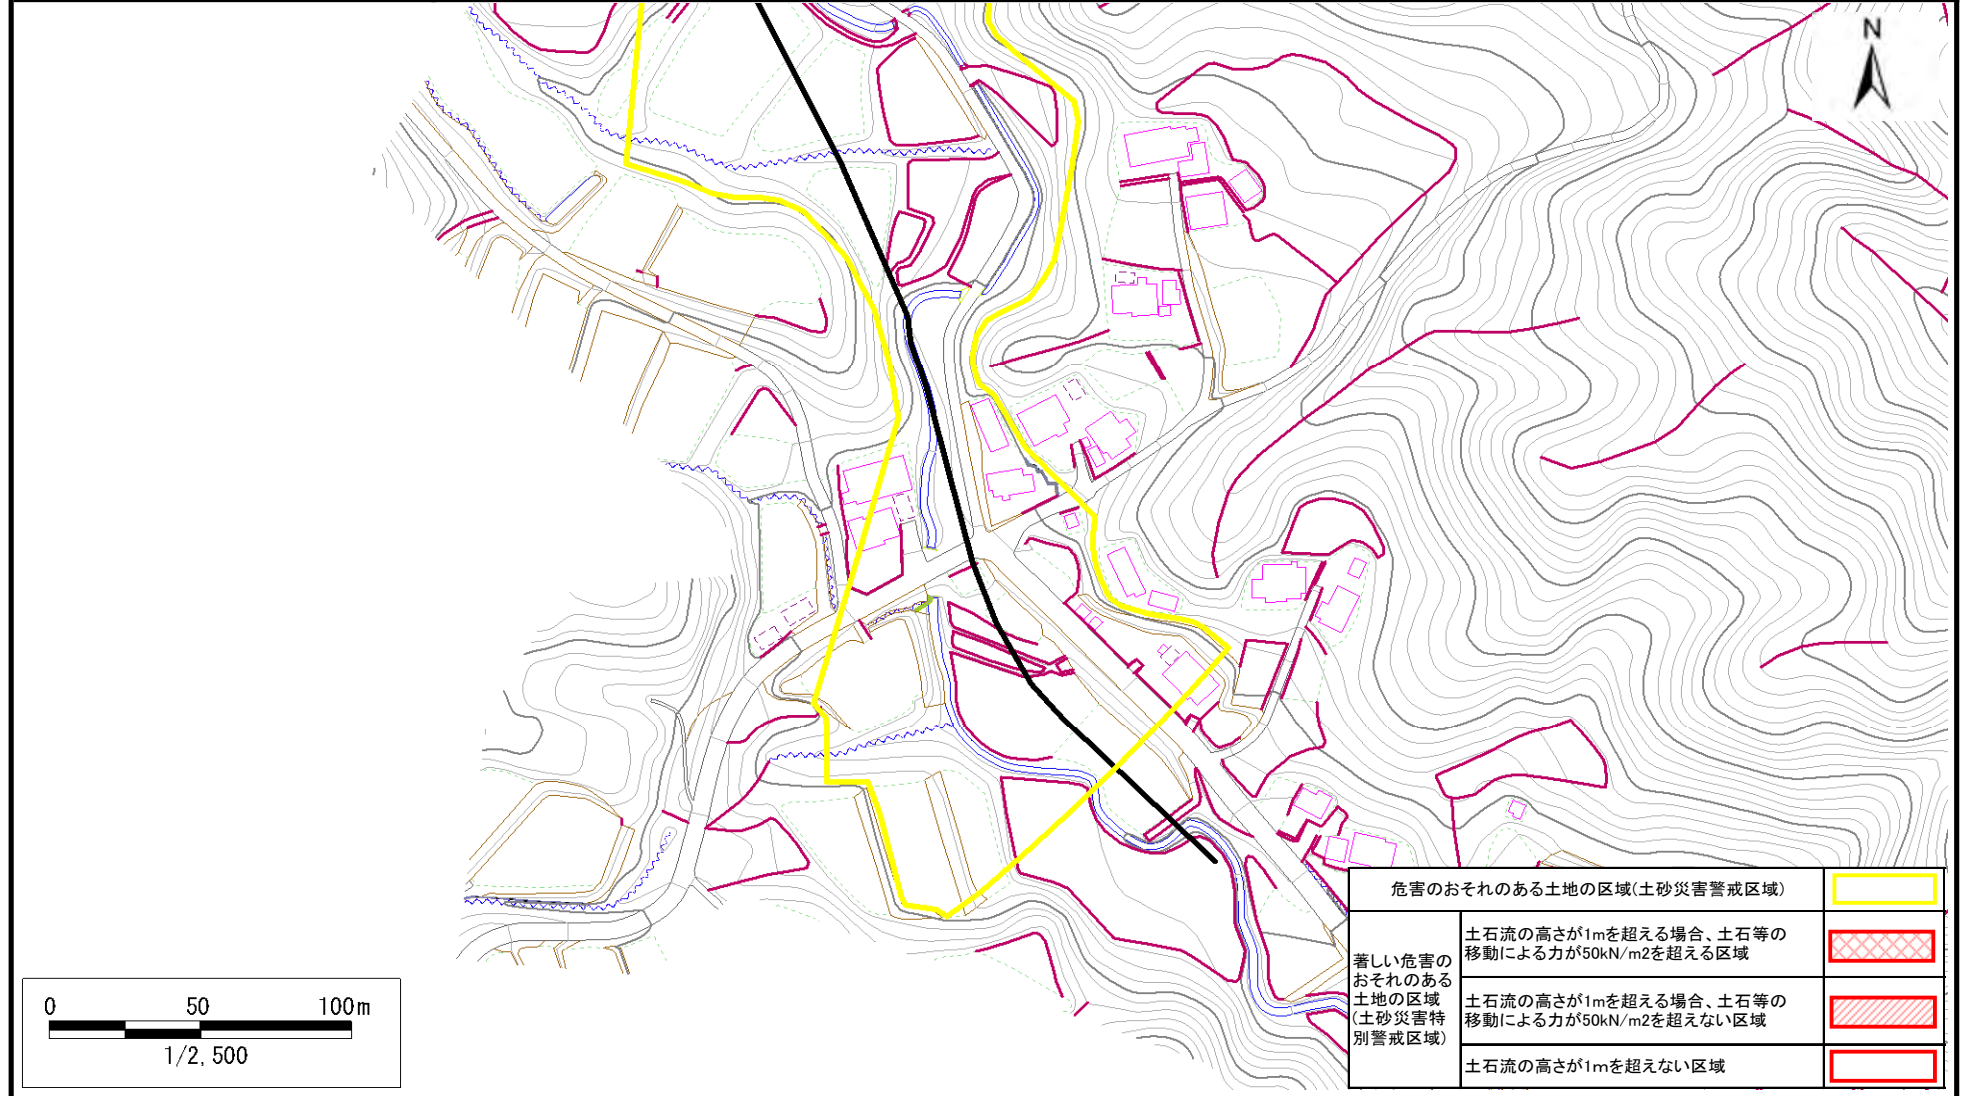 N
危害のおそれのある土地の区域(土砂災害警戒区域)
著しい危害の
おそれのある
土地の区域
(土砂災害特
別警戒区域)
土石流の高さが1mを超える場合、土石等の
移動による力が50kN/m2を超える区域
土石流の高さが1mを超える場合、土石等の
移動による力が50kN/m2を超えない区域
土石流の高さが1mを超えない区域
0 50 100m
1/2,500